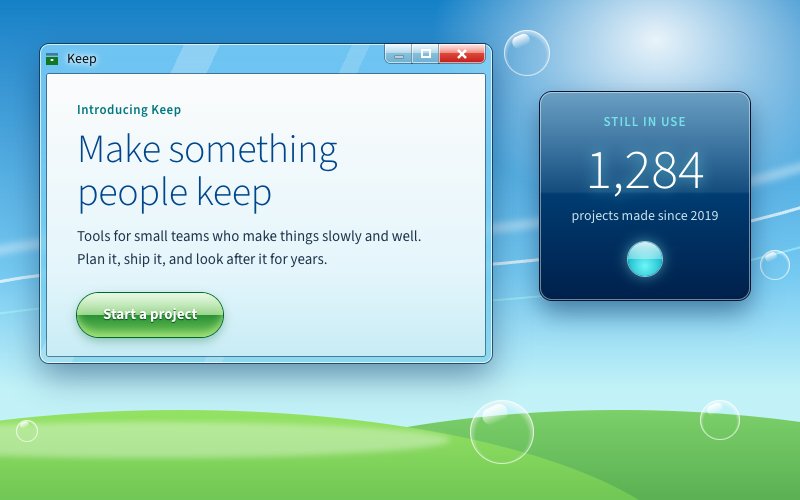 Keep
Introducing Keep
Make something
people keep
Tools for small teams who make things slowly and well.
Plan it, ship it, and look after it for years.
Start a project
STILL IN USE
1,284
projects made since 2019